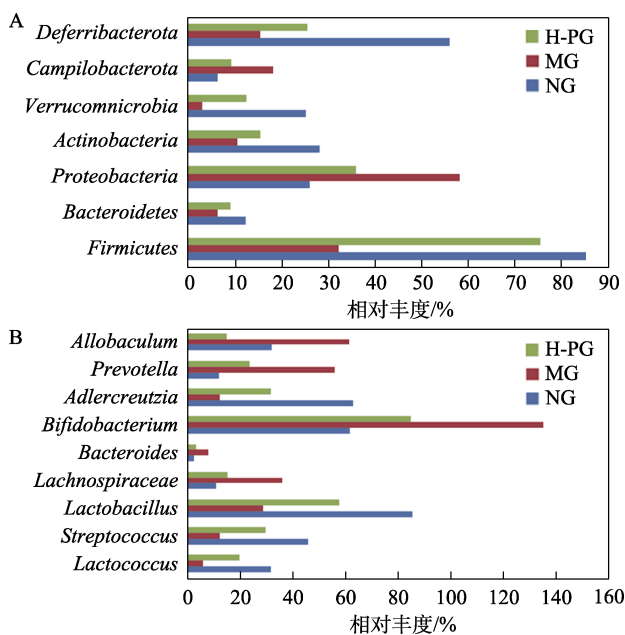 A
Deferribacterota
Campilobacterota
Verrucomnicrobia
Actinobacteria
Proteobacteria
Bacteroidetes
Firmicutes
H-PG
MG
NG
0 10 20 30 40 50 60 70 80 90
相对丰度/%
B
Allobaculum
Prevotella
Adlercreutzia
Bifidobacterium
Bacteroides
Lachnospiraceae
Lactobacillus
Streptococcus
Lactococcus
H-PG
MG
NG
0 20 40 60 80 100 120 140 160
相对丰度/%